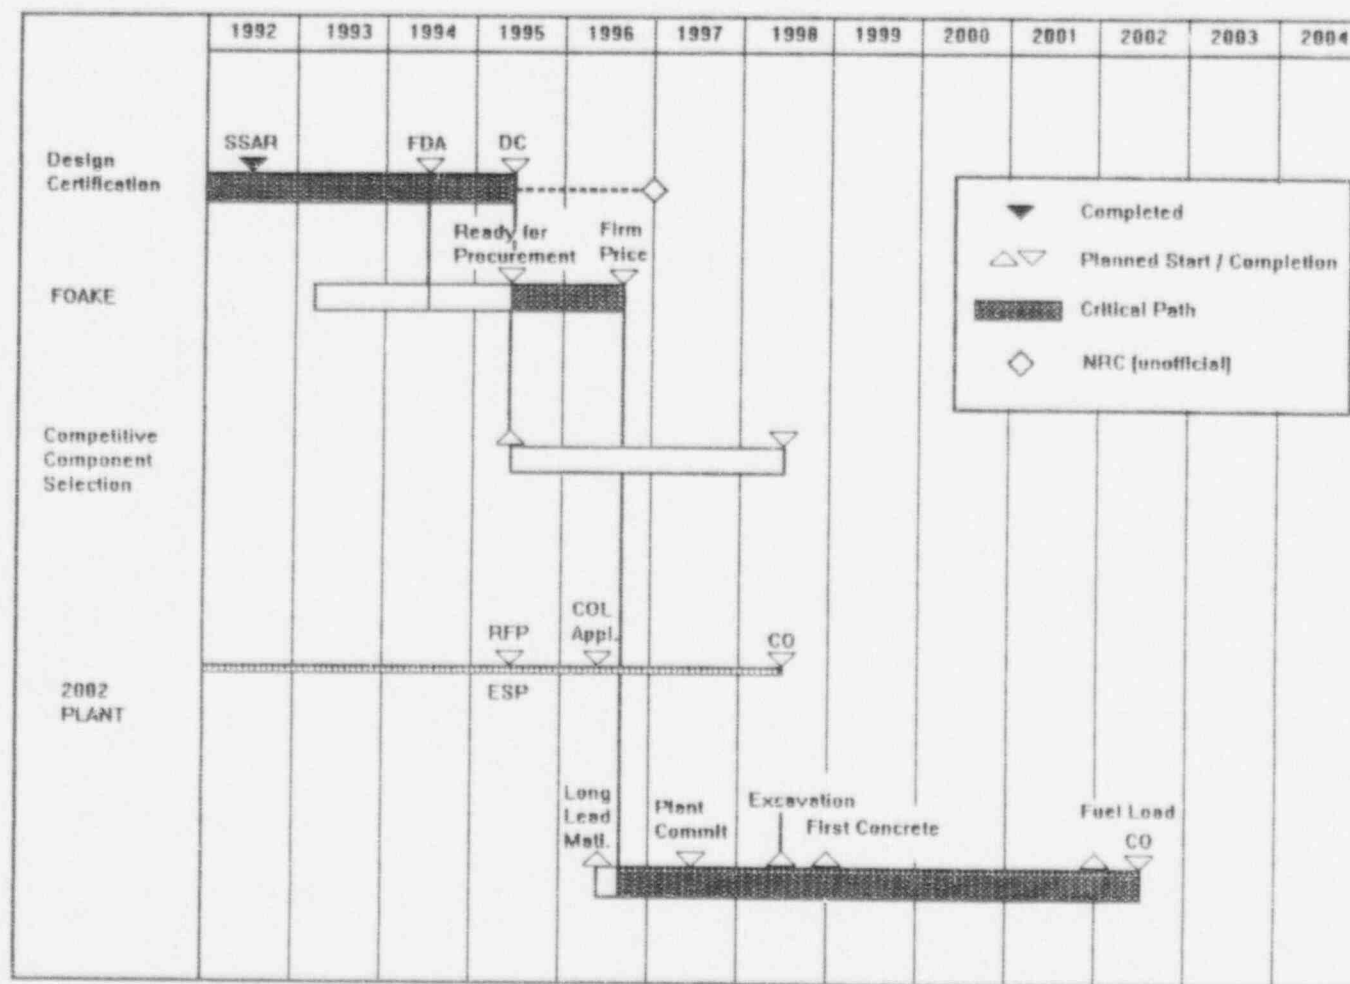 1992 1993 1994 1995 1996 1997 1998 1999 2000 2001 2002 2003 2004
SSAR FDA DC
Design
Certification
Completed
Ready for
Procurement
Firm
Price
Planned Start / Completion
FOAKE
Critical Path
NRC (unofficial)
Competitive
Component
Selection
RFP
COL
Appl.
CO
ESP
2002
PLANT
Long
Lead
Matl.
Plant
Commit
Excavation
First Concrete
Fuel Load
CO